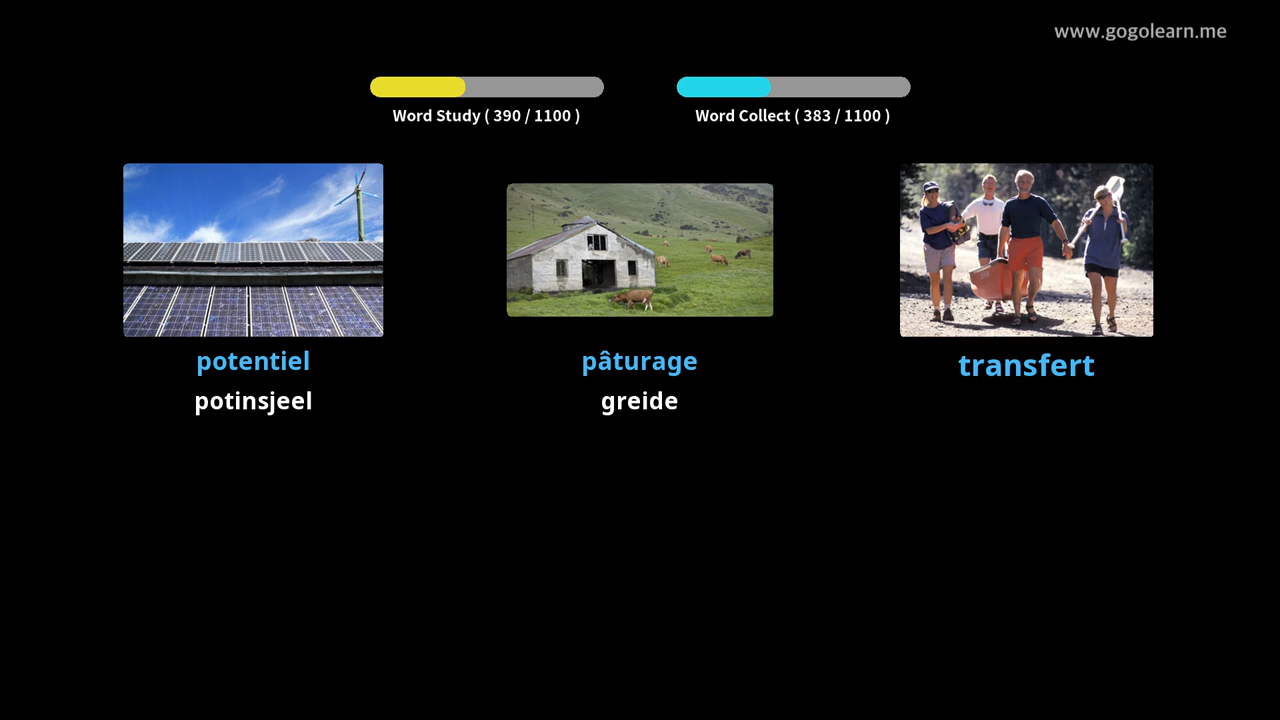 www.gogolearn.me
Word Study ( 390 / 1100 )
Word Collect ( 383 / 1100 )
potentiel
potinsjeel
pâturage
greide
transfert